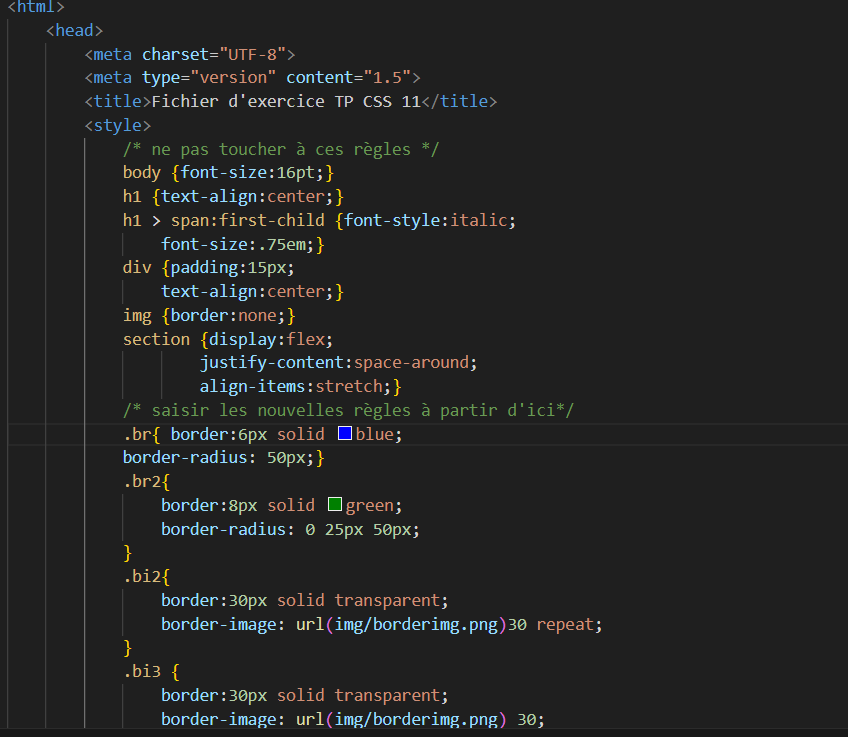 <html>
<head>
<meta charset="UTF-8">
<meta type="version" content="1.5">
<title>Fichier d'exercice TP CSS 11</title>
<style>
/* ne pas toucher à ces règles */
body {font-size:16pt;}
h1 {text-align:center;}
h1 > span:first-child {font-style:italic;
font-size:.75em;}
div {padding:15px;
text-align:center;}
img {border:none;}
section {display:flex;
justify-content:space-around;
align-items:stretch;}
/* saisir les nouvelles règles à partir d'ici*/
.br{ border:6px solid blue;
border-radius: 50px;}
.br2{
border:8px solid green;
border-radius: 0 25px 50px;
}
.bi2{
border:30px solid transparent;
border-image: url(img/borderimg.png)30 repeat;
}
.bi3 {
border:30px solid transparent;
border-image: url(img/borderimg.png) 30;